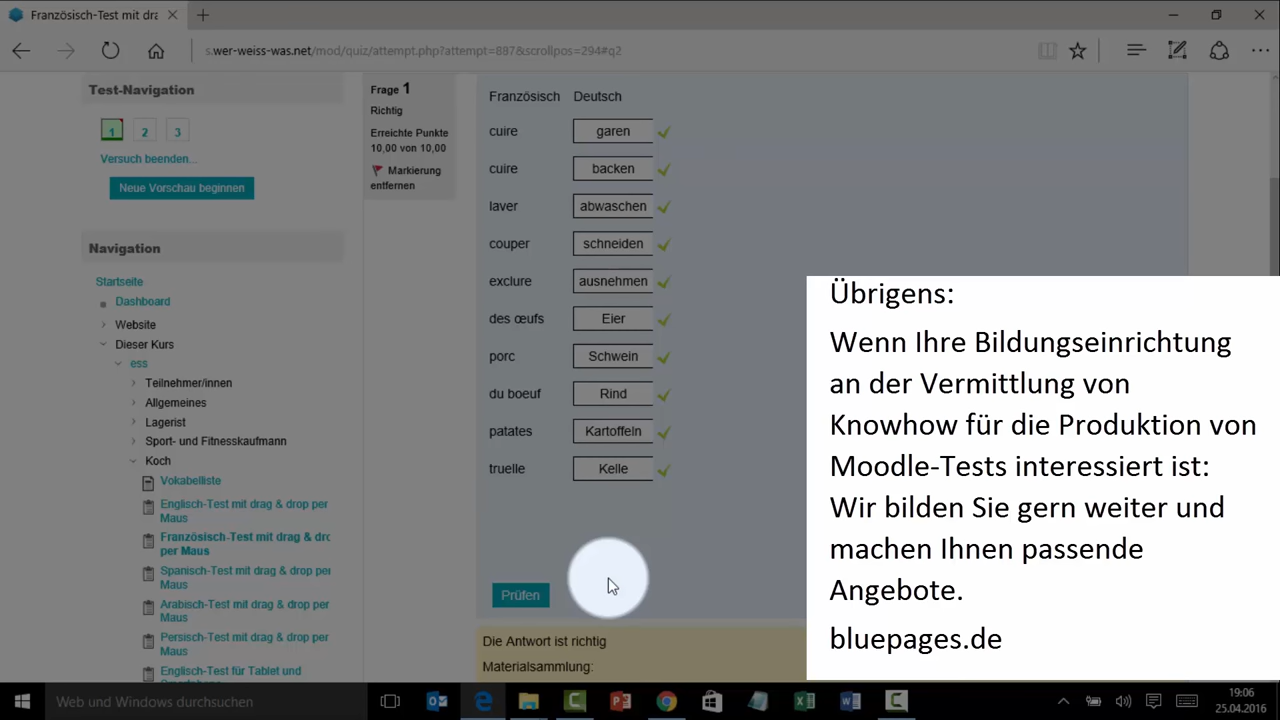 Französisch-Test mit dra
s.wer-weiss-was.net/mod/quiz/attempt.php?attempt=887&scrollpos=294#q2
Test-Navigation
1 2 3
Versuch beenden...
Neue Vorschau beginnen
Navigation
Startseite
Dashboard
Website
Dieser Kurs
ess
Teilnehmer/innen
Allgemeines
Lagerist
Sport- und Fitnesskaufmann
Koch
Vokabelliste
Englisch-Test mit drag & drop per
Maus
Französisch-Test mit drag & drc
per Maus
Spanisch-Test mit drag & drop per
Maus
Arabisch-Test mit drag & drop per
Maus
Persisch-Test mit drag & drop per
Maus
Englisch-Test für Tablet und
Frage 1
Richtig
Erreichte Punkte
10,00 von 10,00
Markierung
entfernen
Französisch Deutsch
cuire garen
cuire backen
laver abwaschen
couper schneiden
exclure ausnehmen
des œufs Eier
porc Schwein
du boeuf Rind
patates Kartoffeln
truelle Kelle
Prüfen
Die Antwort ist richtig
Materialsammlung:
Übrigens:
Wenn Ihre Bildungseinrichtung
an der Vermittlung von
Knowhow für die Produktion von
Moodle-Tests interessiert ist:
Wir bilden Sie gern weiter und
machen Ihnen passende
Angebote.
bluepages.de
Web und Windows durchsuchen
19:06
25.04.2016